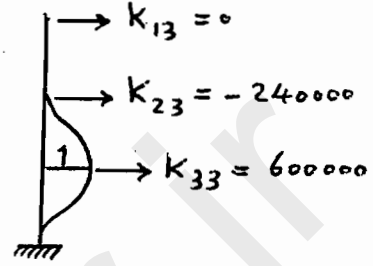 K13 = 0
K23 = - 240000
1
K33 = 600000